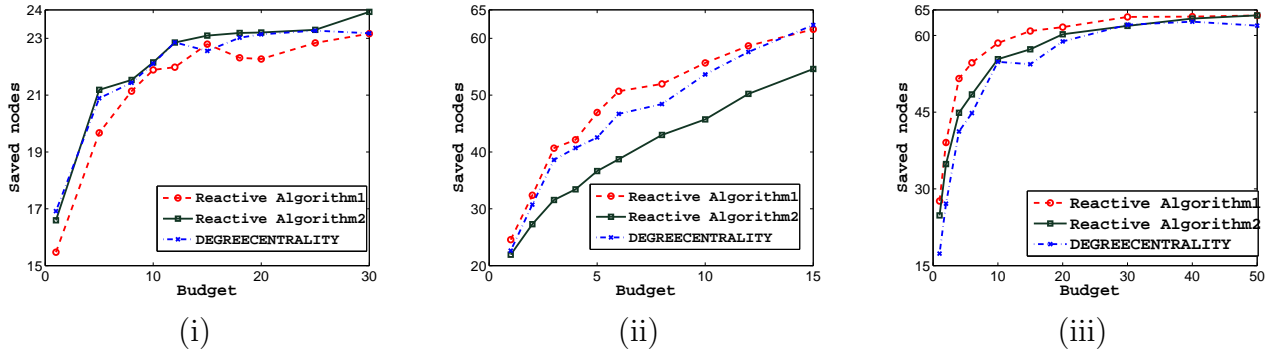 24
23
21
19
17
15
Saved nodes
Reactive Algorithm1
Reactive Algorithm2
DEGREECENTRALITY
0 10 20 30
Budget
(i)
65
60
50
40
30
20
Saved nodes
Reactive Algorithm1
Reactive Algorithm2
DEGREECENTRALITY
0 5 10 15
Budget
(ii)
65
60
45
30
15
Saved nodes
Reactive Algorithm1
Reactive Algorithm2
DEGREECENTRALITY
0 10 20 30 40 50
Budget
(iii)